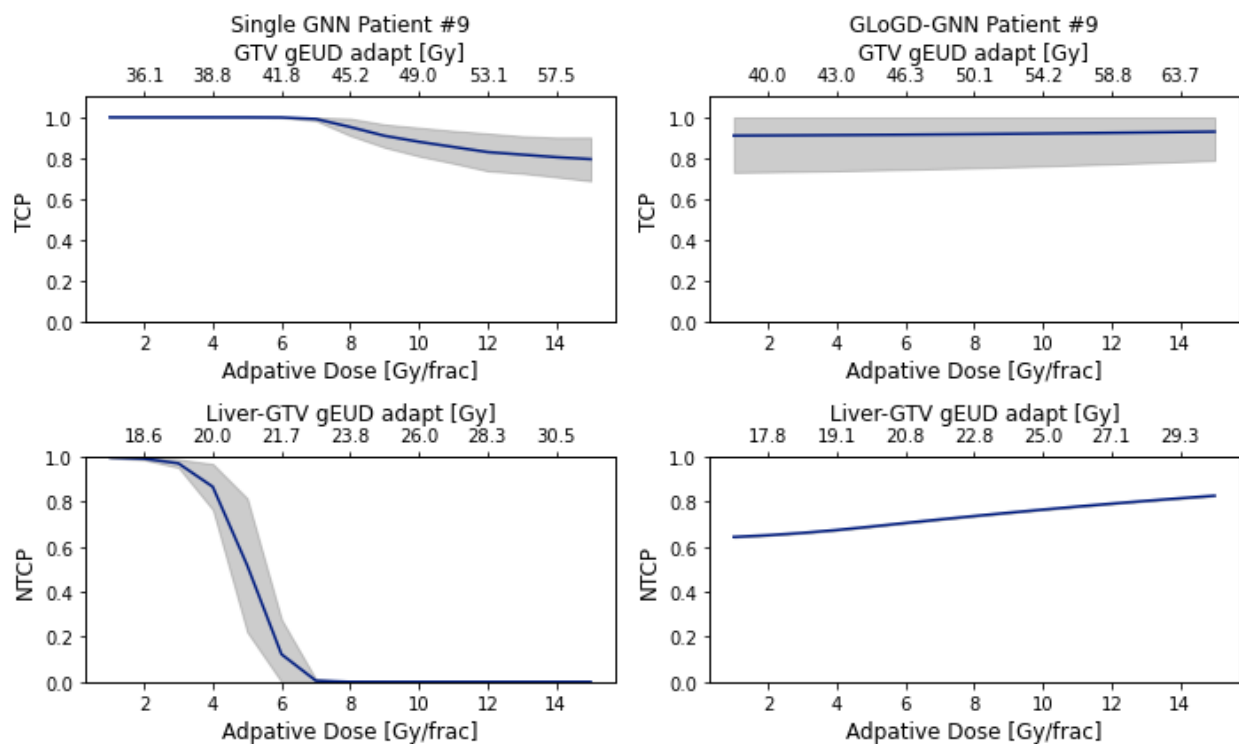 Single GNN Patient #9
GTV gEUD adapt [Gy]
36.1 38.8 41.8 45.2 49.0 53.1 57.5
1.0
0.8
0.6
0.4
0.2
0.0
TCP
2 4 6 8 10 12 14
Adpative Dose [Gy/frac]
GLoGD-GNN Patient #9
GTV gEUD adapt [Gy]
40.0 43.0 46.3 50.1 54.2 58.8 63.7
1.0
0.8
0.6
0.4
0.2
0.0
TCP
2 4 6 8 10 12 14
Adpative Dose [Gy/frac]
Liver-GTV gEUD adapt [Gy]
18.6 20.0 21.7 23.8 26.0 28.3 30.5
1.0
0.8
0.6
0.4
0.2
0.0
NTCP
2 4 6 8 10 12 14
Adpative Dose [Gy/frac]
Liver-GTV gEUD adapt [Gy]
17.8 19.1 20.8 22.8 25.0 27.1 29.3
1.0
0.8
0.6
0.4
0.2
0.0
NTCP
2 4 6 8 10 12 14
Adpative Dose [Gy/frac]